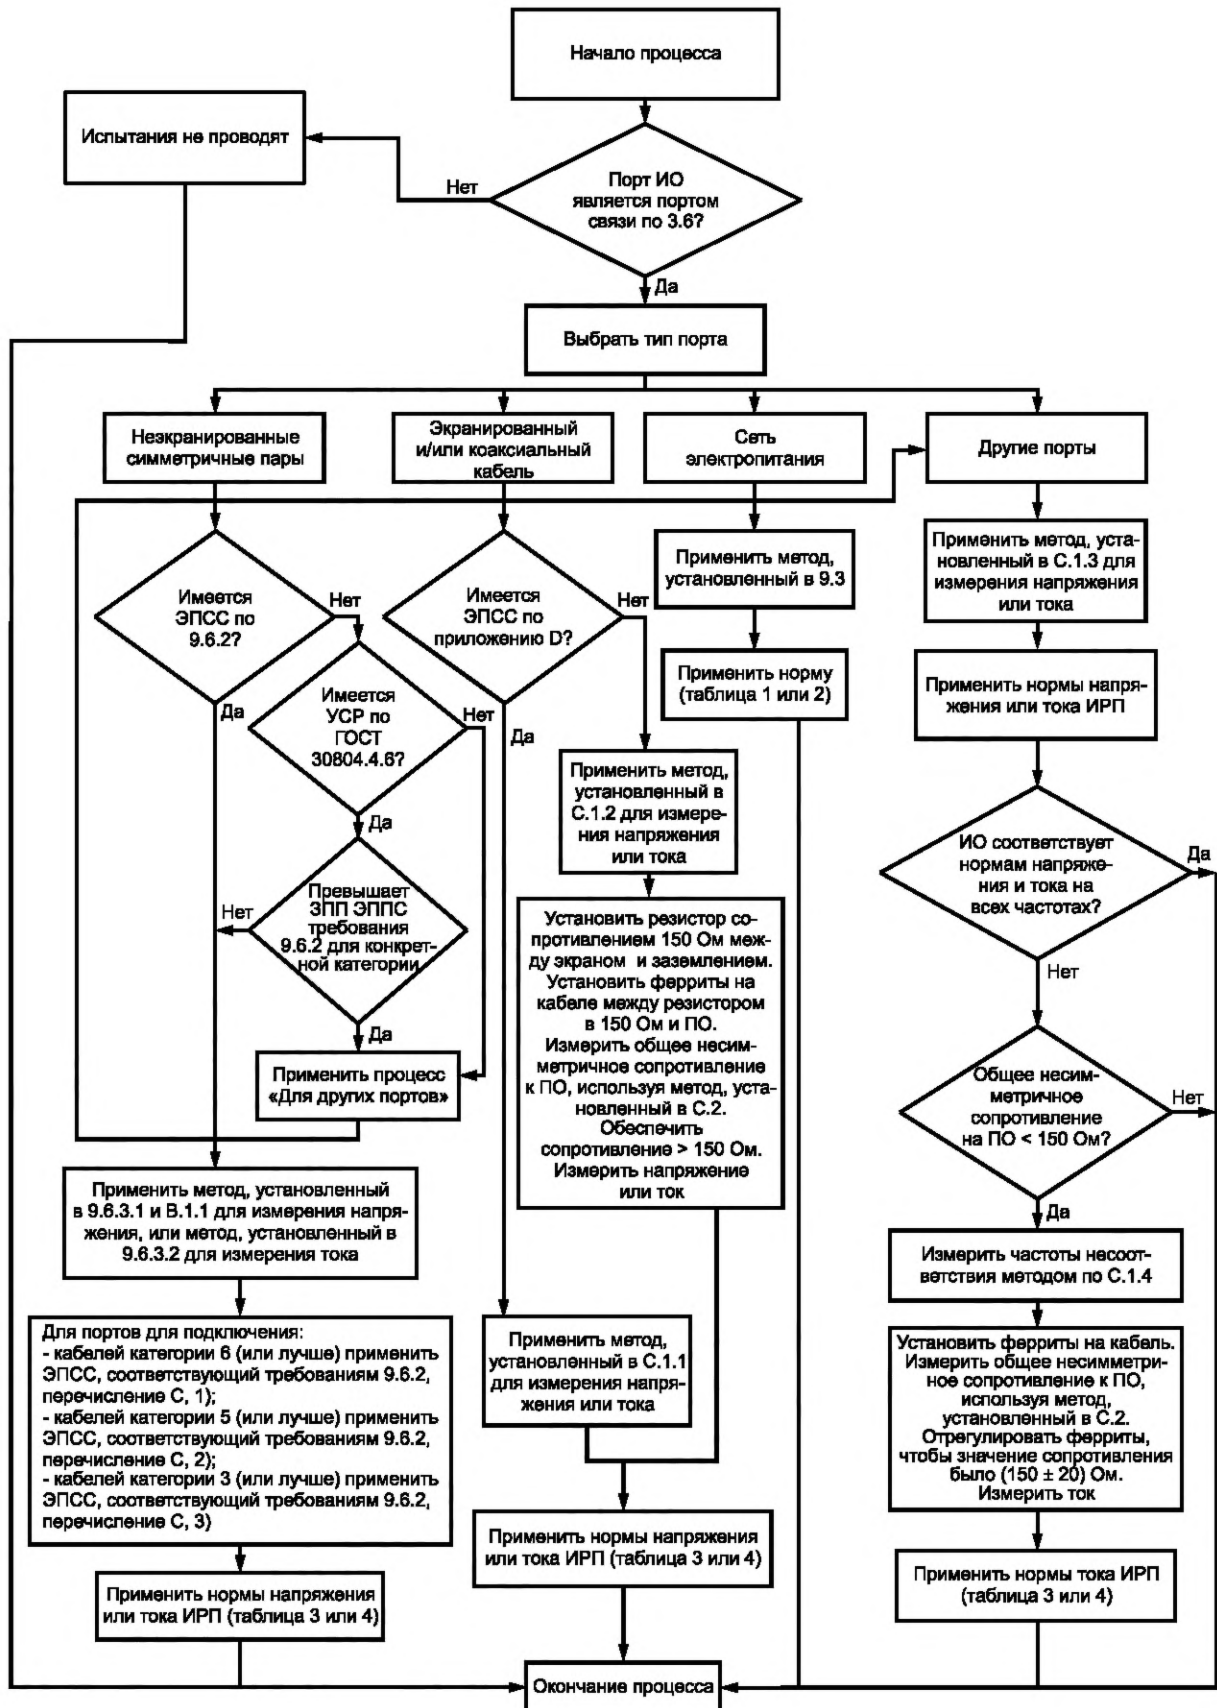 Начало процесса
Испытания не проводят
Нет
Порт ИО
является портом
связи по 3.6?
Да
Выбрать тип порта
Неэкранированные
симметричные пары
Экранированный
и/или коаксиальный
кабель
Сеть
электропитания
Другие порты
Имеется
ЭПСС по
9.6.2?
Нет
Да
Имеется
УСР по
ГОСТ
30804.4.6?
Нет
Да
Превышает
ЗПП ЭППС
требования
9.6.2 для конкрет-
ной категории
Нет
Да
Применить процесс
«Для других портов»
Применить метод, установленный
в 9.6.3.1 и В.1.1 для измерения напря-
жения, или метод, установленный в
9.6.3.2 для измерения тока
Для портов для подключения:
- кабелей категории 6 (или лучше) применить
ЭПСС, соответствующий требованиям 9.6.2,
перечисление С, 1);
- кабелей категории 5 (или лучше) применить
ЭПСС, соответствующий требованиям 9.6.2,
перечисление С, 2);
- кабелей категории 3 (или лучше) применить
ЭПСС, соответствующий требованиям 9.6.2,
перечисление С, 3)
Применить нормы напряжения
или тока ИРП (таблица 3 или 4)
Имеется
ЭПСС по
приложению D?
Нет
Да
Применить метод,
установленный в
С.1.2 для измере-
ния напряжения
или тока
Установить резистор со-
противлением 150 Ом меж-
ду экраном и заземлением.
Установить ферриты на
кабеле между резистором
в 150 Ом и ПО.
Измерить общее несим-
метричное сопротивление
к ПО, используя метод, уста-
новленный в С.2.
Обеспечить
сопротивление > 150 Ом.
Измерить напряжение
или ток
Применить метод,
установленный в С.1.1
для измерения напря-
жения или тока
Применить нормы напряжения
или тока ИРП (таблица 3 или 4)
Применить метод,
установленный в 9.3
Применить норму
(таблица 1 или 2)
Применить метод, уста-
новленный в С.1.3 для
измерения напряжения
или тока
Применить нормы напря-
жения или тока ИРП
ИО соответствует
нормам напряже-
ния и тока на
всех частотах?
Да
Нет
Общее несим-
метричное
сопротивление
на ПО < 150 Ом?
Нет
Да
Измерить частоты несоот-
ветствия методом по С.1.4
Установить ферриты на кабель.
Измерить общее несимметрич-
ное сопротивление к ПО,
используя метод,
установленный в С.2.
Отрегулировать ферриты,
чтобы значение сопротивления
было (150 ± 20) Ом.
Измерить ток
Применить нормы тока ИРП
(таблица 3 или 4)
Окончание процесса